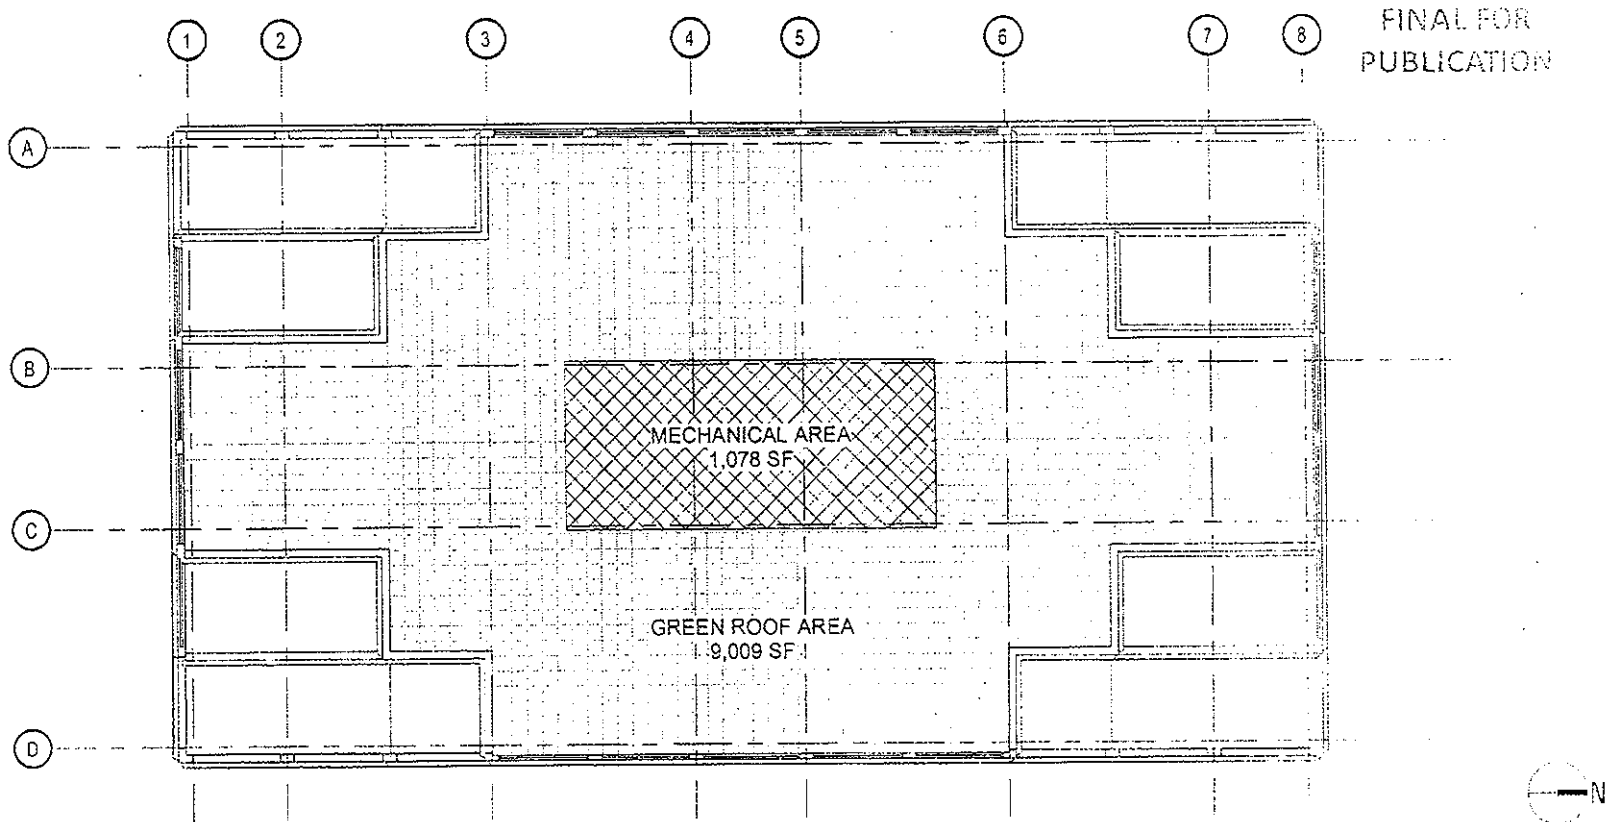 FINAL FOR
PUBLICATION
1 2 3 4 5 6 7 8
A
B
MECHANICAL AREA
1,078 SF
C
GREEN ROOF AREA
9,009 SF
D
N